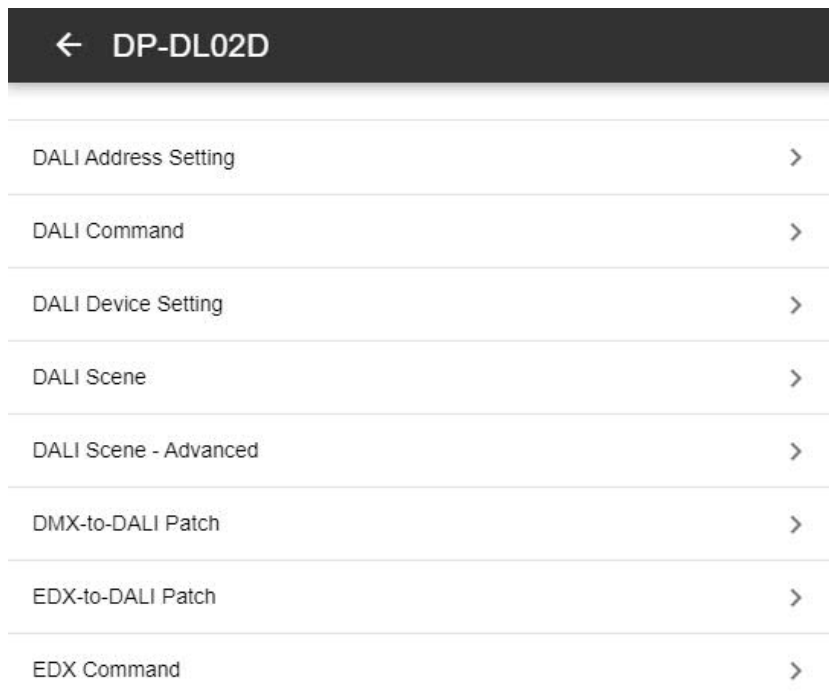 DP-DL02D
DALI Address Setting
DALI Command
DALI Device Setting
DALI Scene
DALI Scene - Advanced
DMX-to-DALI Patch
EDX-to-DALI Patch
EDX Command